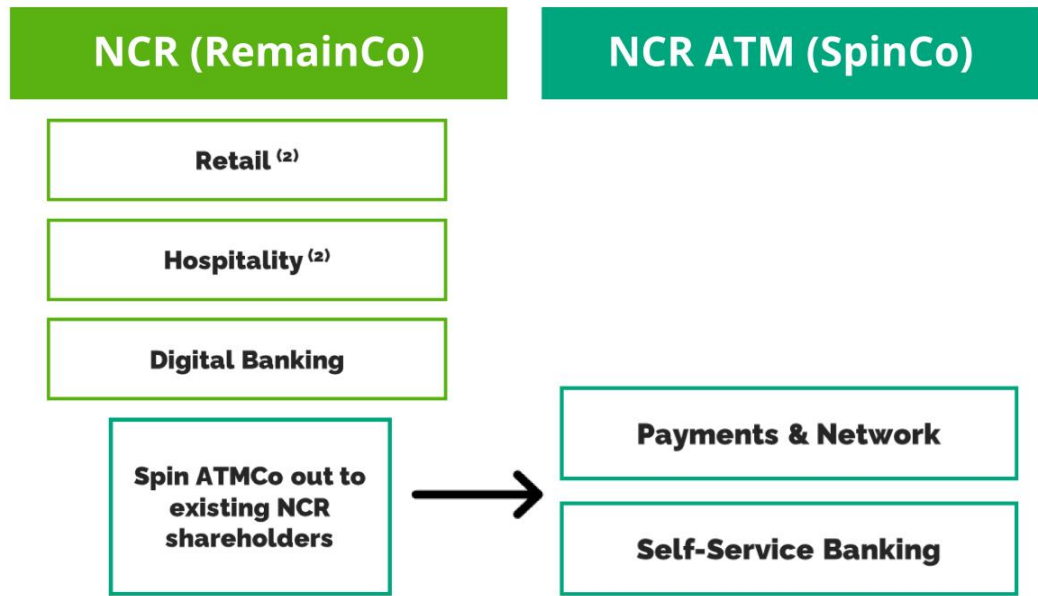 NCR (RemainCo)
NCR ATM (SpinCo)
Retail (2)
Hospitality (2)
Digital Banking
Spin ATMCo out to
existing NCR
shareholders
Payments & Network
Self-Service Banking